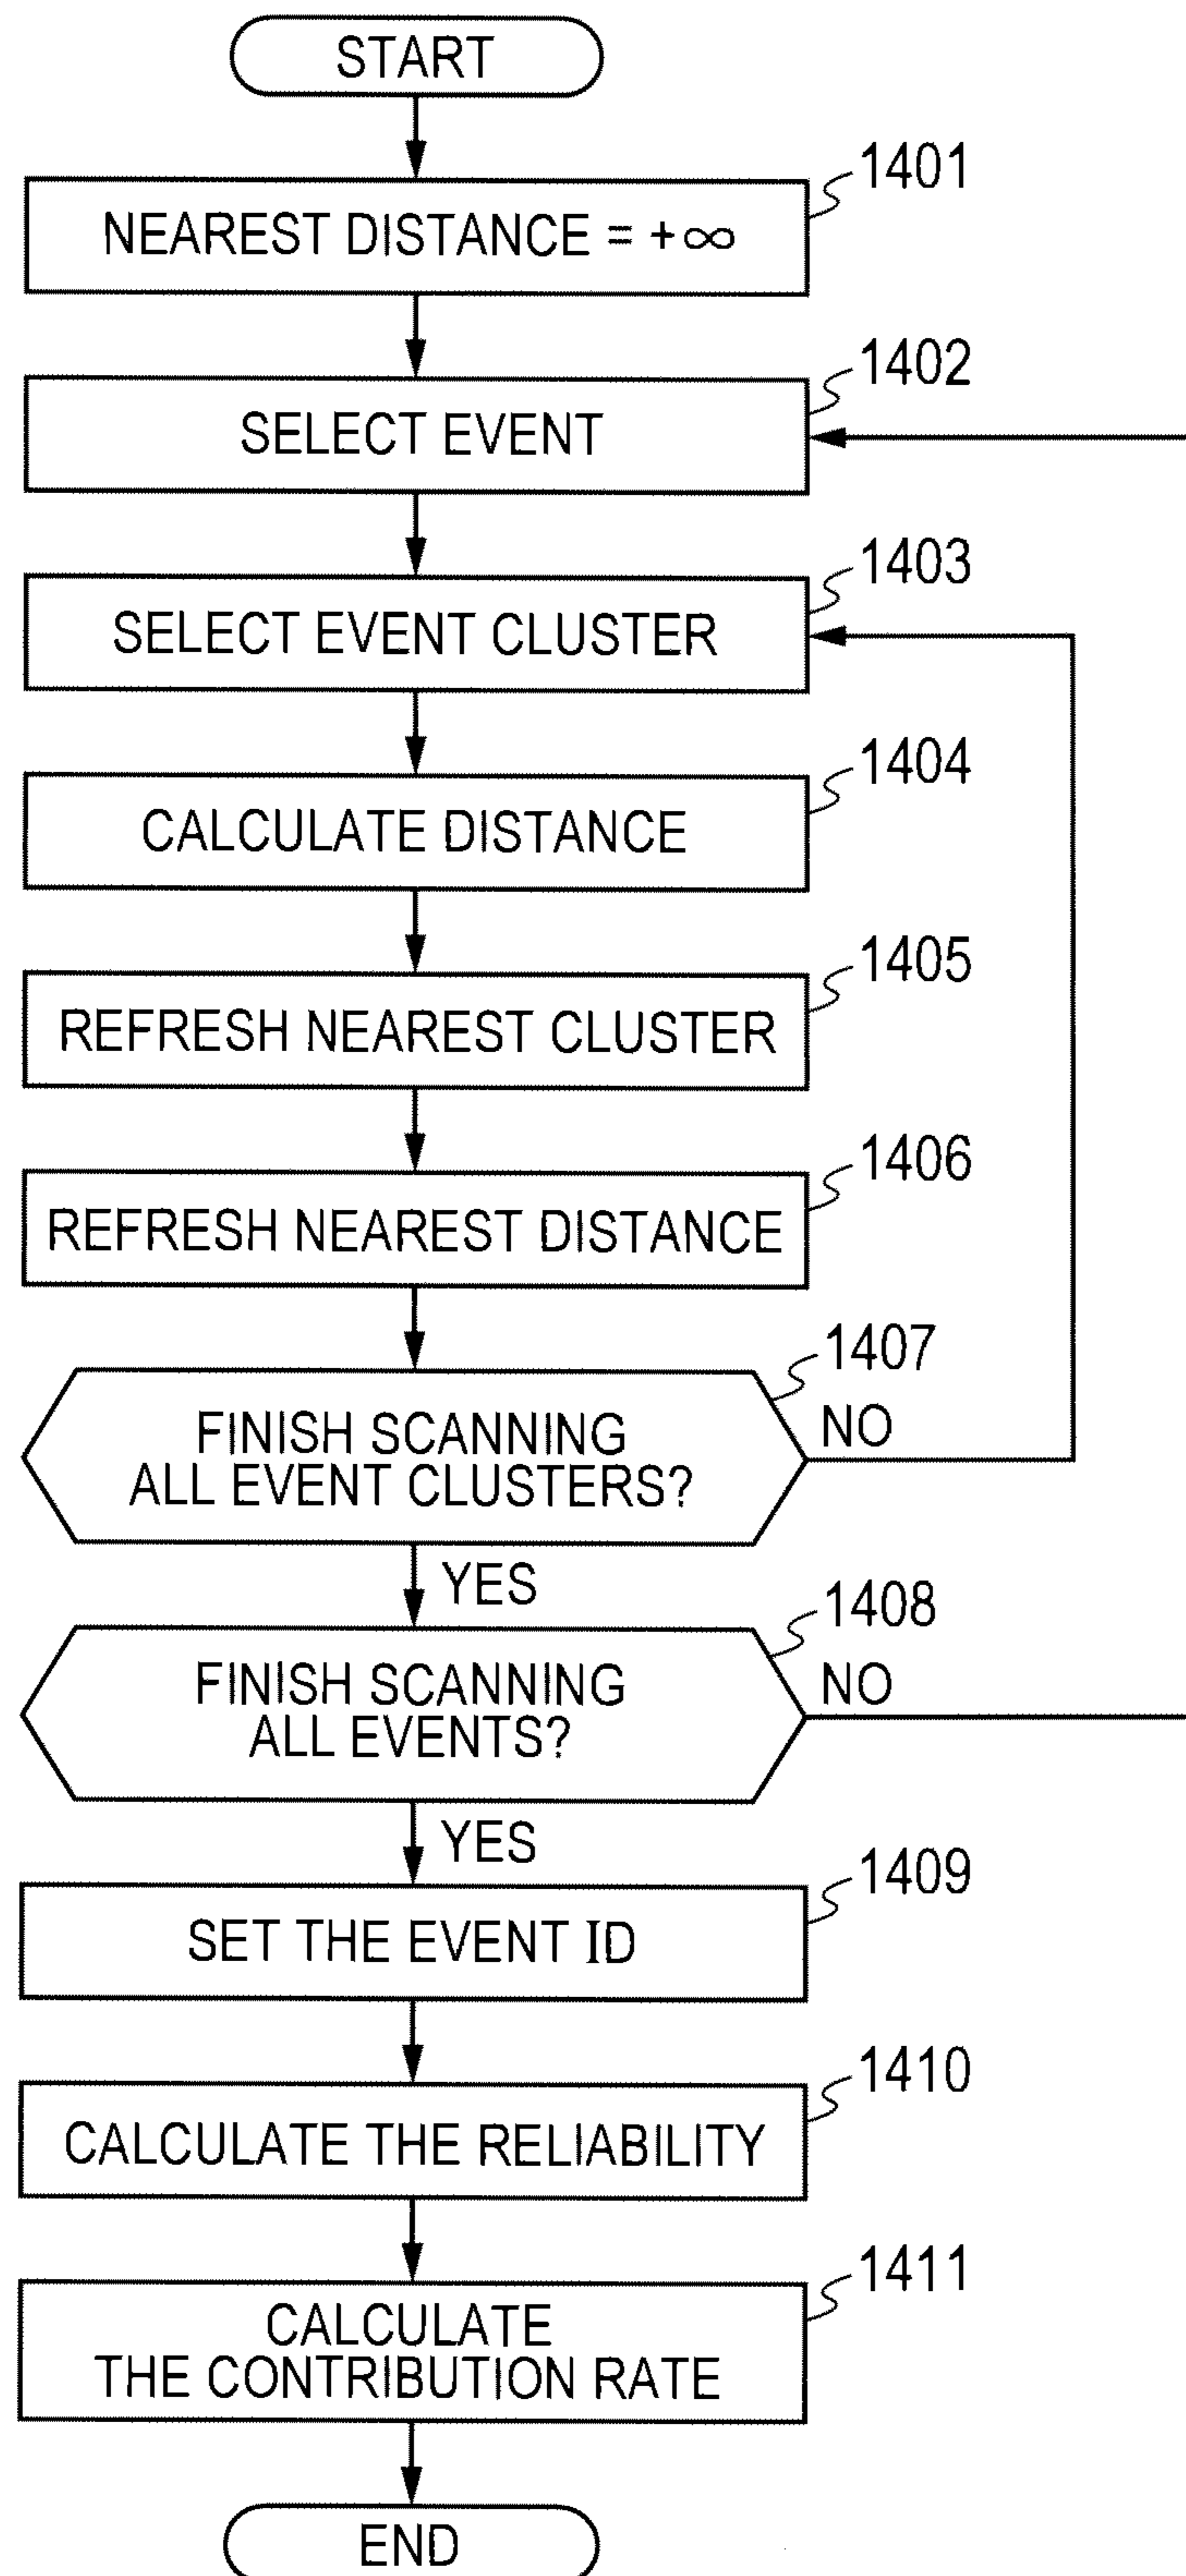 START
1401
NEAREST DISTANCE = +∞
1402
SELECT EVENT
1403
SELECT EVENT CLUSTER
1404
CALCULATE DISTANCE
1405
REFRESH NEAREST CLUSTER
1406
REFRESH NEAREST DISTANCE
1407
FINISH SCANNING
ALL EVENT CLUSTERS?
NO
YES
1408
FINISH SCANNING
ALL EVENTS?
NO
YES
1409
SET THE EVENT ID
1410
CALCULATE THE RELIABILITY
1411
CALCULATE
THE CONTRIBUTION RATE
END